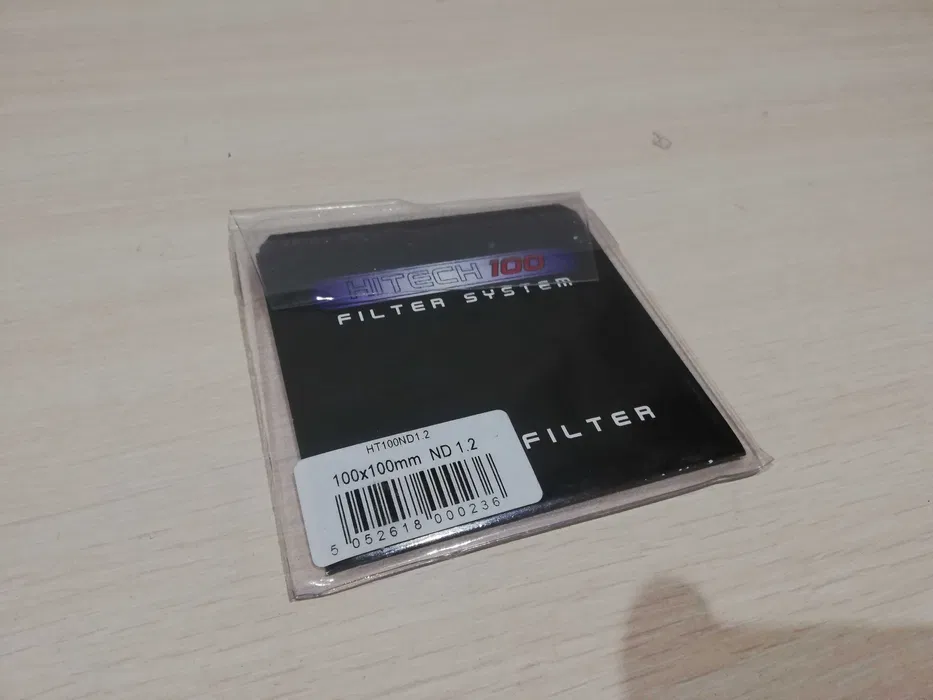 HITECH 100
FILTER SYSTEM
FILTER
HT100ND1.2
100x100mm ND 1.2
5 052618 000236